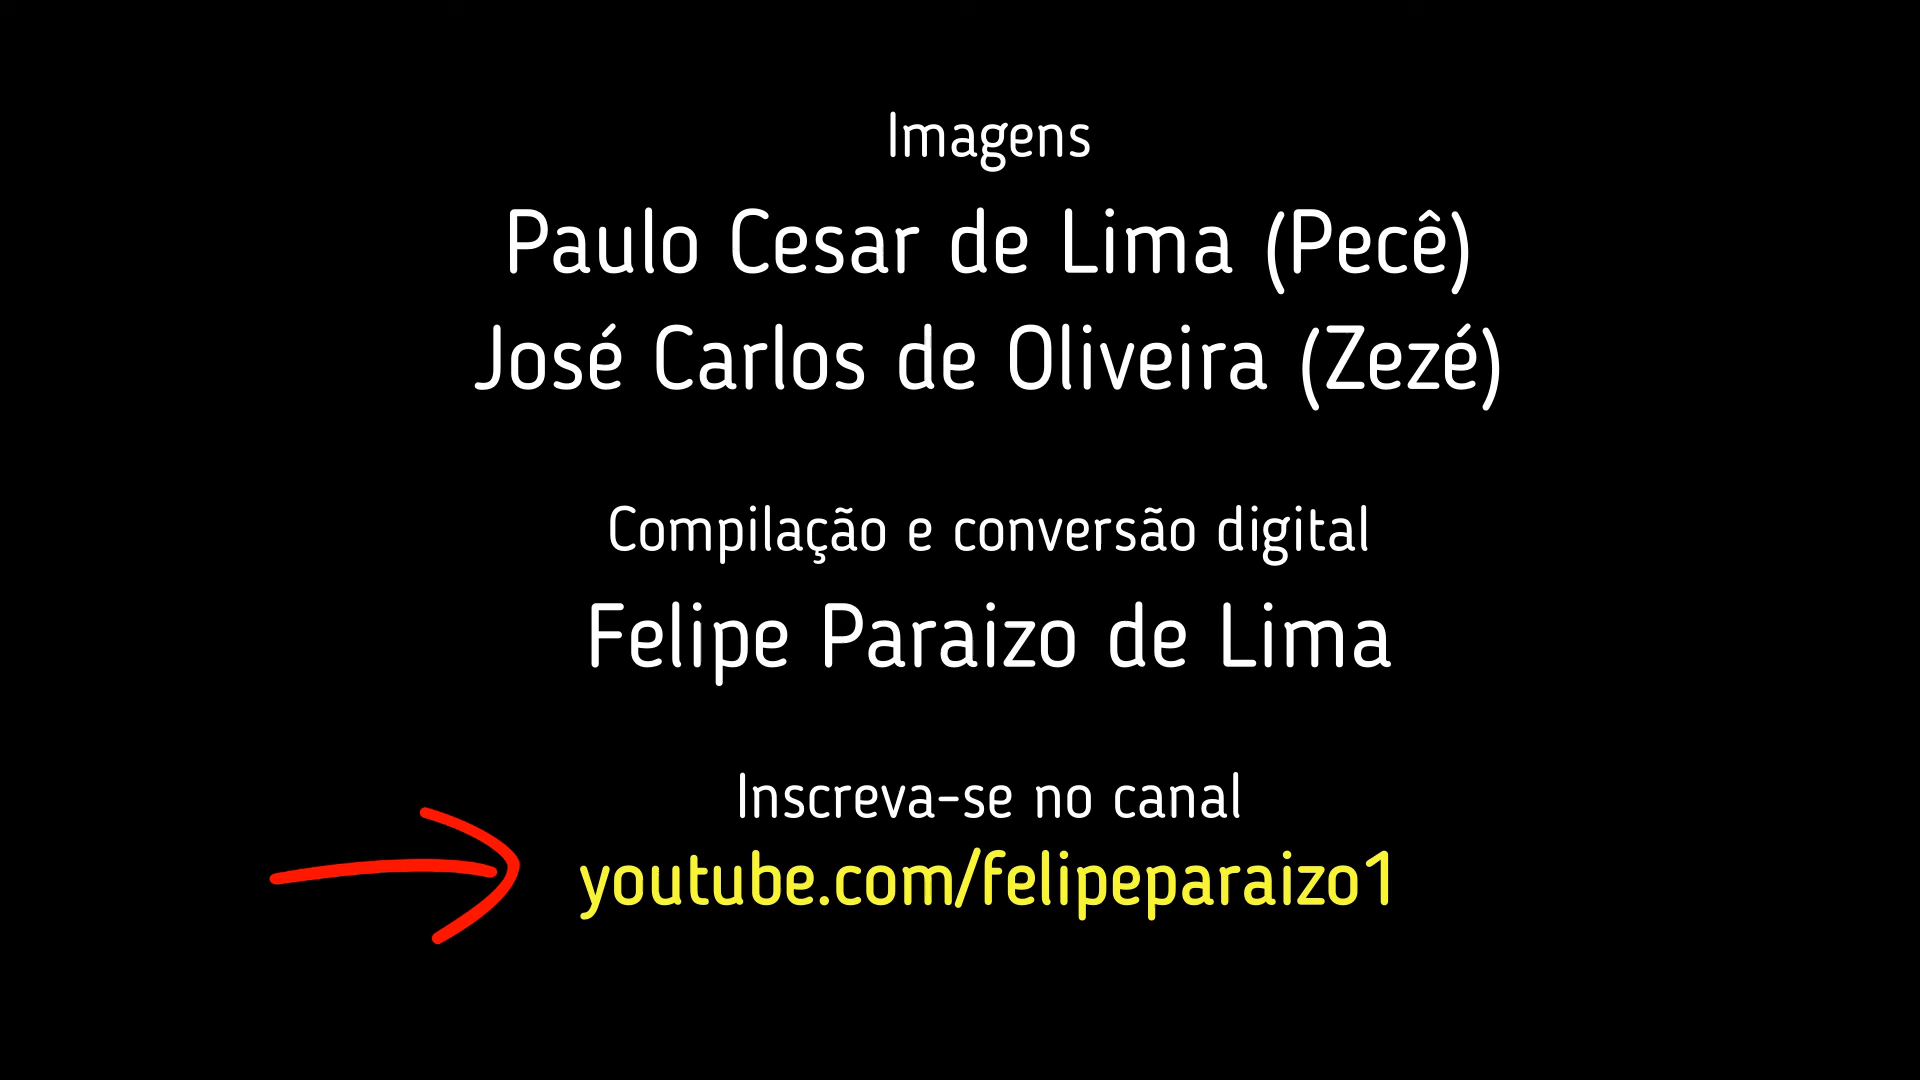 Imagens
Paulo Cesar de Lima (Pecê)
José Carlos de Oliveira (Zezé)
Compilação e conversão digital
Felipe Paraizo de Lima
Inscreva-se no canal
youtube.com/felipeparaizo1